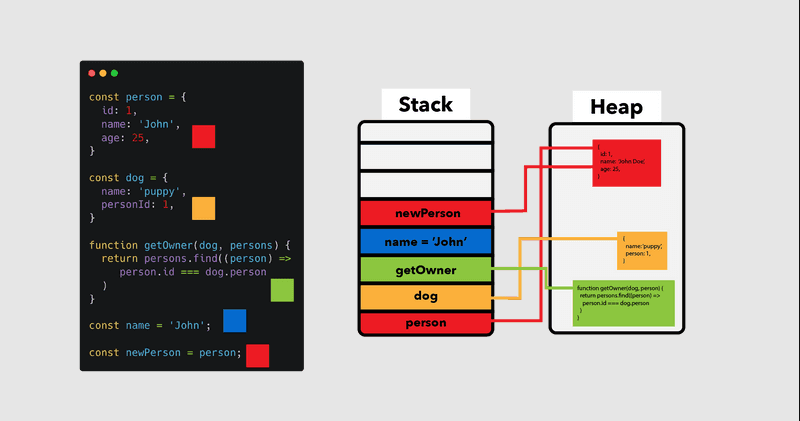 const person = {
id: 1,
name: 'John',
age: 25,
}
const dog = {
name: 'puppy',
personId: 1,
}
function getOwner(dog, persons) {
return persons.find((person) =>
person.id === dog.person
)
}
const name = 'John';
const newPerson = person;
Stack
newPerson
name = ‘John’
getOwner
dog
person
Heap
{
id: 1,
name: 'John Doe',
age: 25,
}
{
name:'puppy',
person: 1,
}
function getOwner(dog, person) {
return persons.find((person) =>
person.id === dog.person
)
}